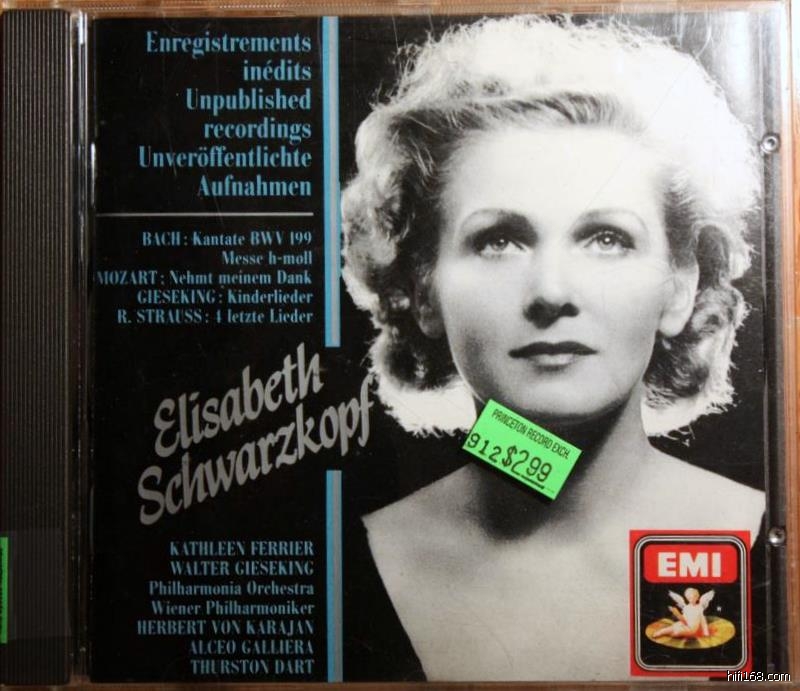 Enregistrements
inédits
Unpublished
recordings
Unveröffentlichte
Aufnahmen
BACH : Kantate BWV 199
Messe h-moll
MOZART : Nehmt meinem Dank
GIESEKING : Kinderlieder
R. STRAUSS : 4 letzte Lieder
Elisabeth
Schwarzkopf
PRINCETON RECORD EXCH.
912$2.99
KATHLEEN FERRIER
WALTER GIESEKING
Philharmonia Orchestra
Wiener Philharmoniker
HERBERT VON KARAJAN
ALCEO GALLIERA
THURSTON DART
EMI
hifi168.com